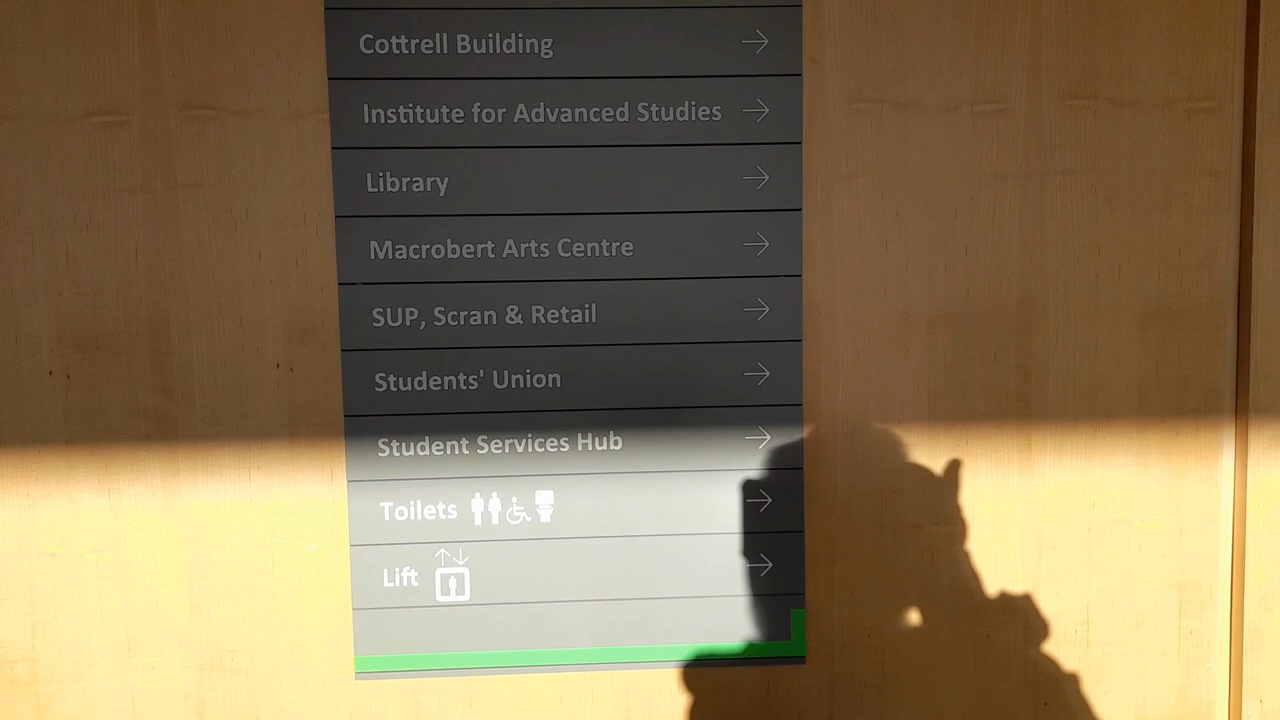 Cottrell Building →
Institute for Advanced Studies →
Library →
Macrobert Arts Centre →
SUP, Scran & Retail →
Students' Union →
Student Services Hub →
Toilets →
Lift →